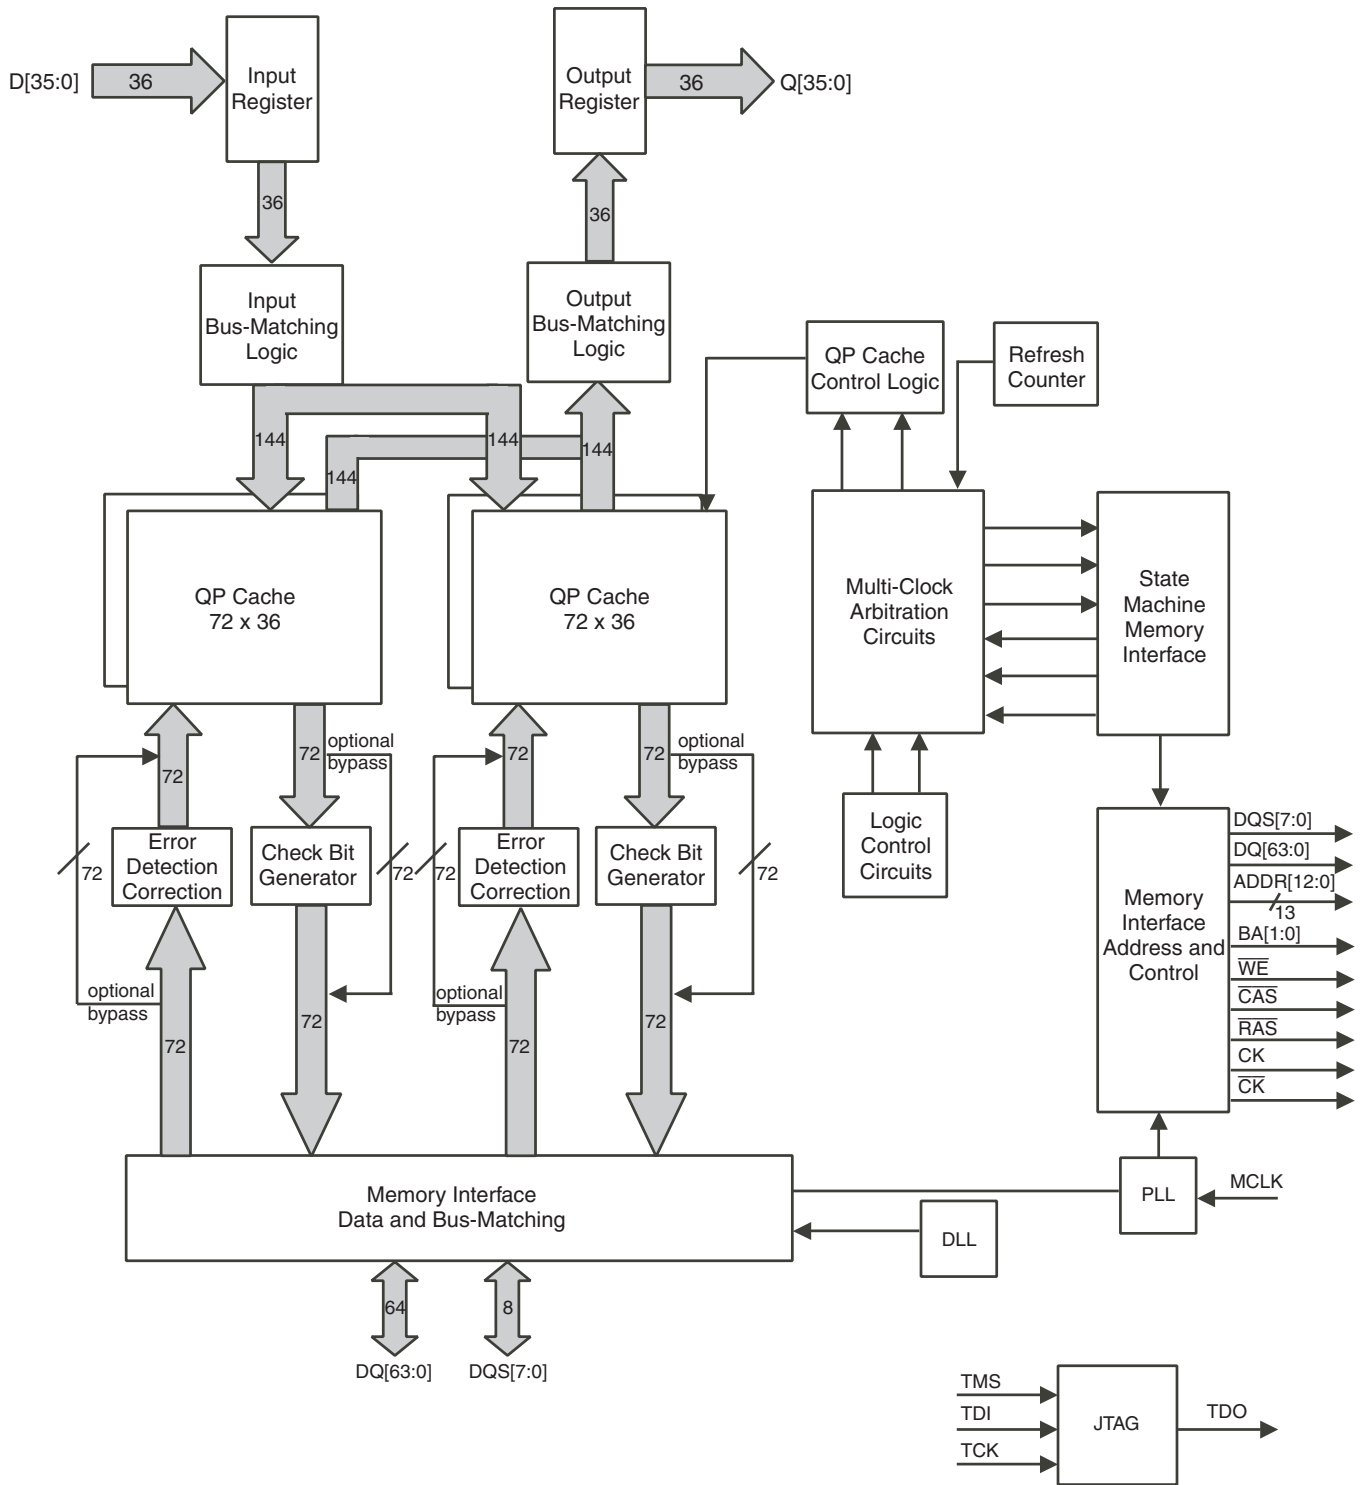 D[35:0]
36
Input
Register
36
Output
Register
36
Q[35:0]
36
Input
Bus-Matching
Logic
Output
Bus-Matching
Logic
QP Cache
Control Logic
Refresh
Counter
144
144
144
144
QP Cache
72 x 36
QP Cache
72 x 36
Multi-Clock
Arbitration
Circuits
State
Machine
Memory
Interface
72
72
optional
bypass
72
72
optional
bypass
72
Error
Detection
Correction
Check Bit
Generator
72
72
Error
Detection
Correction
Check Bit
Generator
72
Logic
Control
Circuits
Memory
Interface
Address and
Control
DQS[7:0]
DQ[63:0]
ADDR[12:0]
13
BA[1:0]
W̅E̅
C̅A̅S̅
R̅A̅S̅
CK
C̅K̅
optional
bypass
72
72
optional
bypass
72
72
Memory Interface
Data and Bus-Matching
PLL
MCLK
DLL
64
8
DQ[63:0]
DQS[7:0]
TMS
TDI
TCK
JTAG
TDO